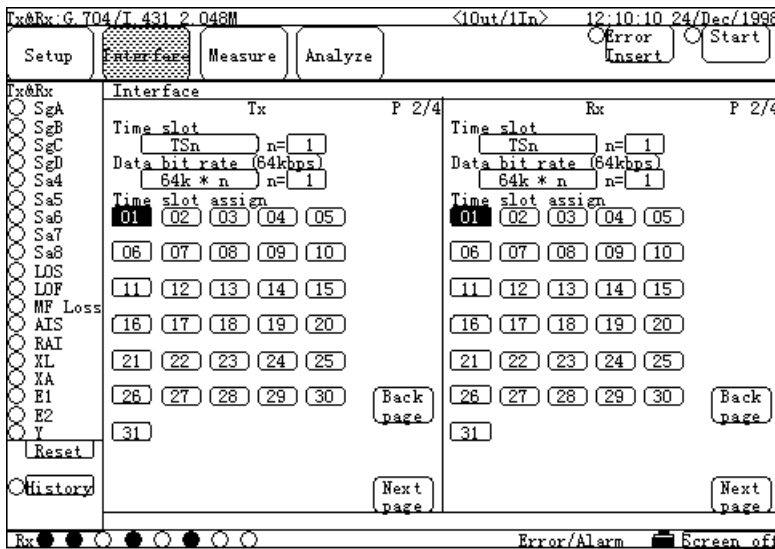 Tx&Rx:G.704/I.431 2.048M <1Out/1In> 12:10:10 24/Dec/1998
Setup Interface Measure Analyze Error Insert Start
Tx&Rx
SgA
SgB
SgC
SgD
Sa4
Sa5
Sa6
Sa7
Sa8
LOS
LOF
MF Loss
AIS
RAI
XL
XA
E1
E2
Y
Reset
History
Interface
Tx P 2/4
Time slot
TSn n= 1
Data bit rate (64kbps)
64k * n n= 1
Time slot assign
01 02 03 04 05
06 07 08 09 10
11 12 13 14 15
16 17 18 19 20
21 22 23 24 25
26 27 28 29 30
31
Back page
Next page
Rx P 2/4
Time slot
TSn n= 1
Data bit rate (64kbps)
64k * n n= 1
Time slot assign
01 02 03 04 05
06 07 08 09 10
11 12 13 14 15
16 17 18 19 20
21 22 23 24 25
26 27 28 29 30
31
Back page
Next page
Rx Error/Alarm Screen off